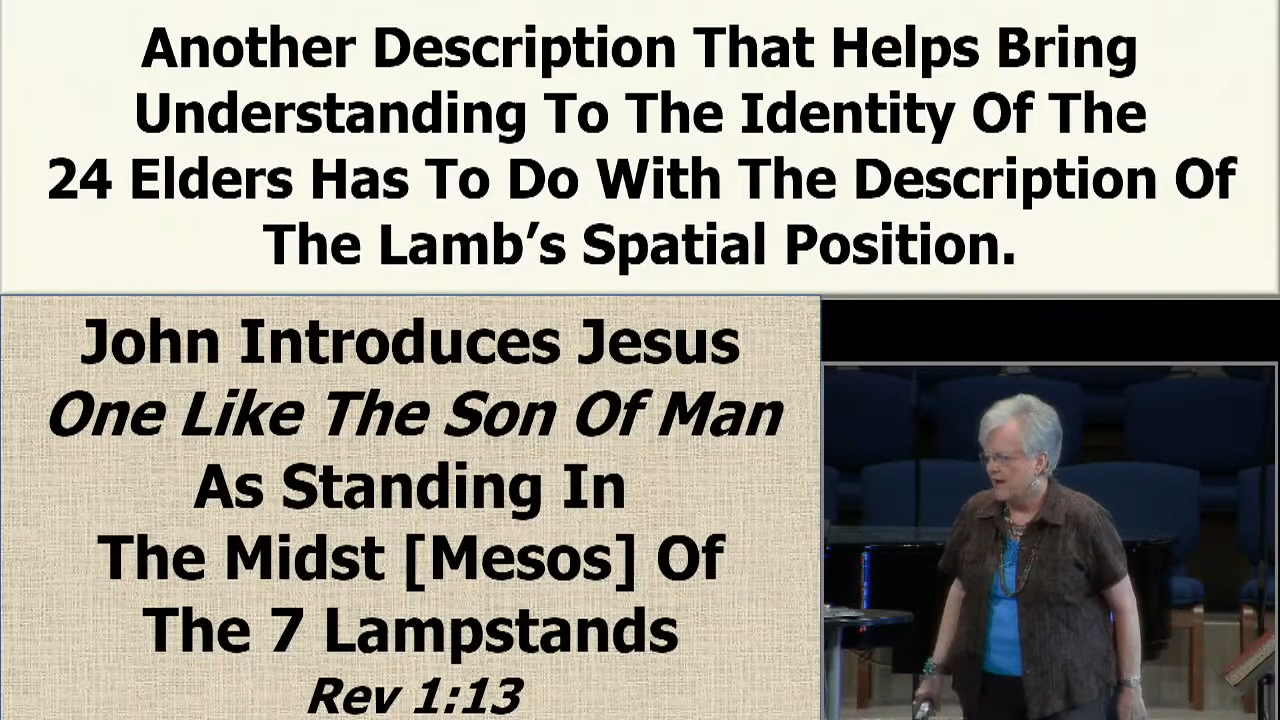 Another Description That Helps Bring
Understanding To The Identity Of The
24 Elders Has To Do With The Description Of
The Lamb’s Spatial Position.
John Introduces Jesus
One Like The Son Of Man
As Standing In
The Midst [Mesos] Of
The 7 Lampstands
Rev 1:13